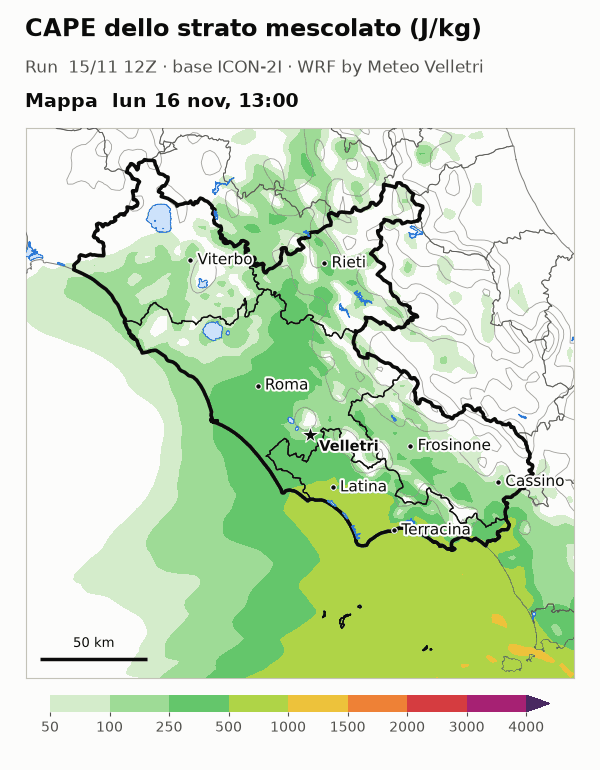 CAPE dello strato mescolato (J/kg)
Run  15/11 12Z · base ICON-2I · WRF by Meteo Velletri
Mappa  lun 16 nov, 13:00
Viterbo
Rieti
Roma
Velletri
Frosinone
Cassino
Latina
Terracina
50 km
50 100 250 500 1000 1500 2000 3000 4000